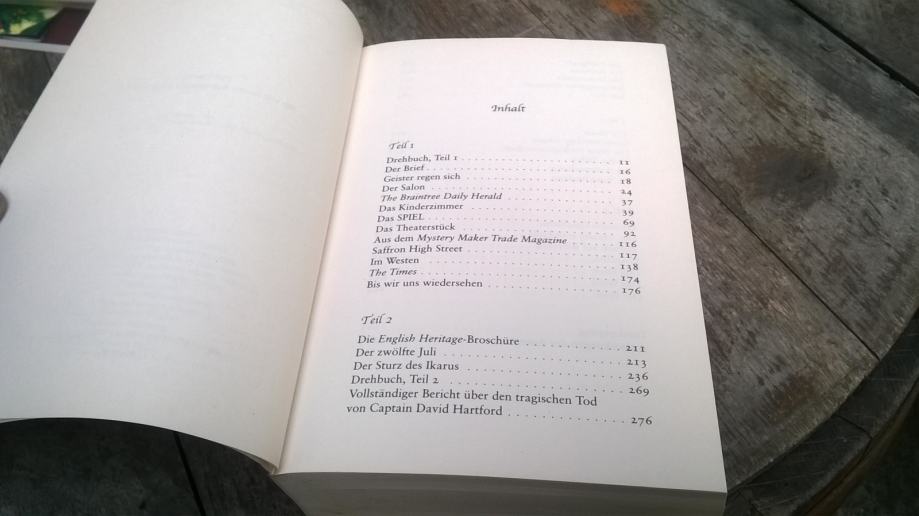 Inhalt
Teil 1
Drehbuch, Teil 1 . . . . . . . . . . . . . . . . . . . . . . . . . 11
Der Brief . . . . . . . . . . . . . . . . . . . . . . . . . 16
Geister regen sich . . . . . . . . . . . . . . . . . . . . . . . . . 18
Der Salon . . . . . . . . . . . . . . . . . . . . . . . . . 24
The Braintree Daily Herald . . . . . . . . . . . . . . . . . . 37
Das Kinderzimmer . . . . . . . . . . . . . . . . . . . . . . 39
Das SPIEL . . . . . . . . . . . . . . . . . . . . . . . . . 69
Das Theaterstück . . . . . . . . . . . . . . . . . . . . . . 92
Aus dem Mystery Maker Trade Magazine . . . . . . . . 116
Saffron High Street . . . . . . . . . . . . . . . . . . . . . . 117
Im Westen . . . . . . . . . . . . . . . . . . . . . . . . . 138
The Times . . . . . . . . . . . . . . . . . . . . . . . . . 174
Bis wir uns wiedersehen . . . . . . . . . . . . . . . . . . 176
Teil 2
Die English Heritage-Broschüre . . . . . . . . . . . . . . 211
Der zwölfte Juli . . . . . . . . . . . . . . . . . . . . . . 213
Der Sturz des Ikarus . . . . . . . . . . . . . . . . . . . . 236
Drehbuch, Teil 2 . . . . . . . . . . . . . . . . . . . . . . 269
Vollständiger Bericht über den tragischen Tod
von Captain David Hartford . . . . . . . . . . . . . . . . 276